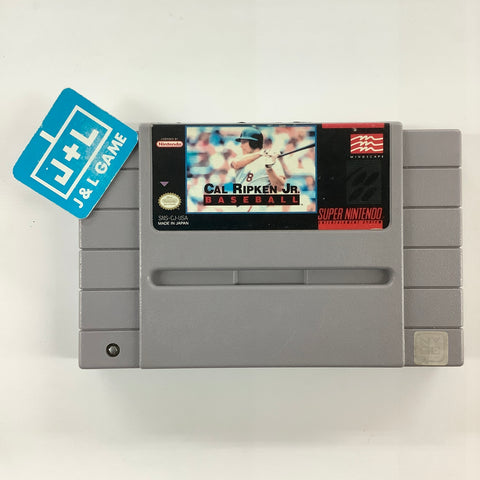 J+L
J&L GAME
LICENSED BY
Nintendo
MINDSCAPE
8
CAL RIPKEN JR.
BASEBALL
SNS-CJ-USA
MADE IN JAPAN
SUPER NINTENDO
ENTERTAINMENT SYSTEM